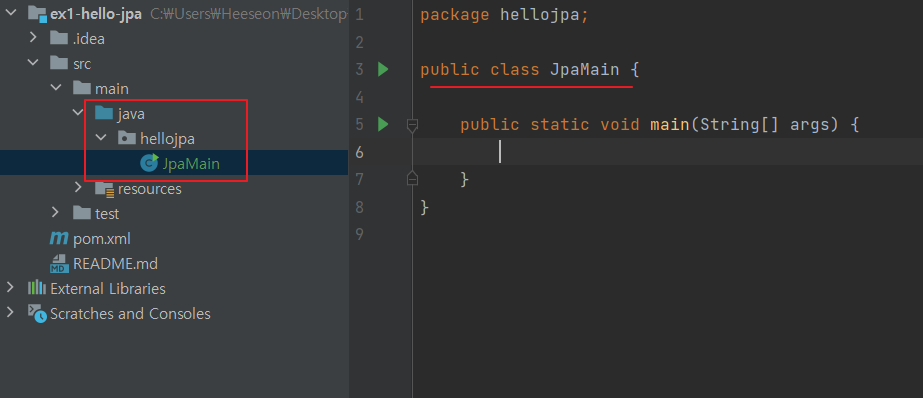 ex1-hello-jpa C:₩Users₩Heeseon₩Desktop
.idea
src
main
java
hellojpa
JpaMain
resources
test
pom.xml
README.md
External Libraries
Scratches and Consoles
1 package hellojpa;
2
3 public class JpaMain {
4
5 public static void main(String[] args) {
6
7 }
8 }
9